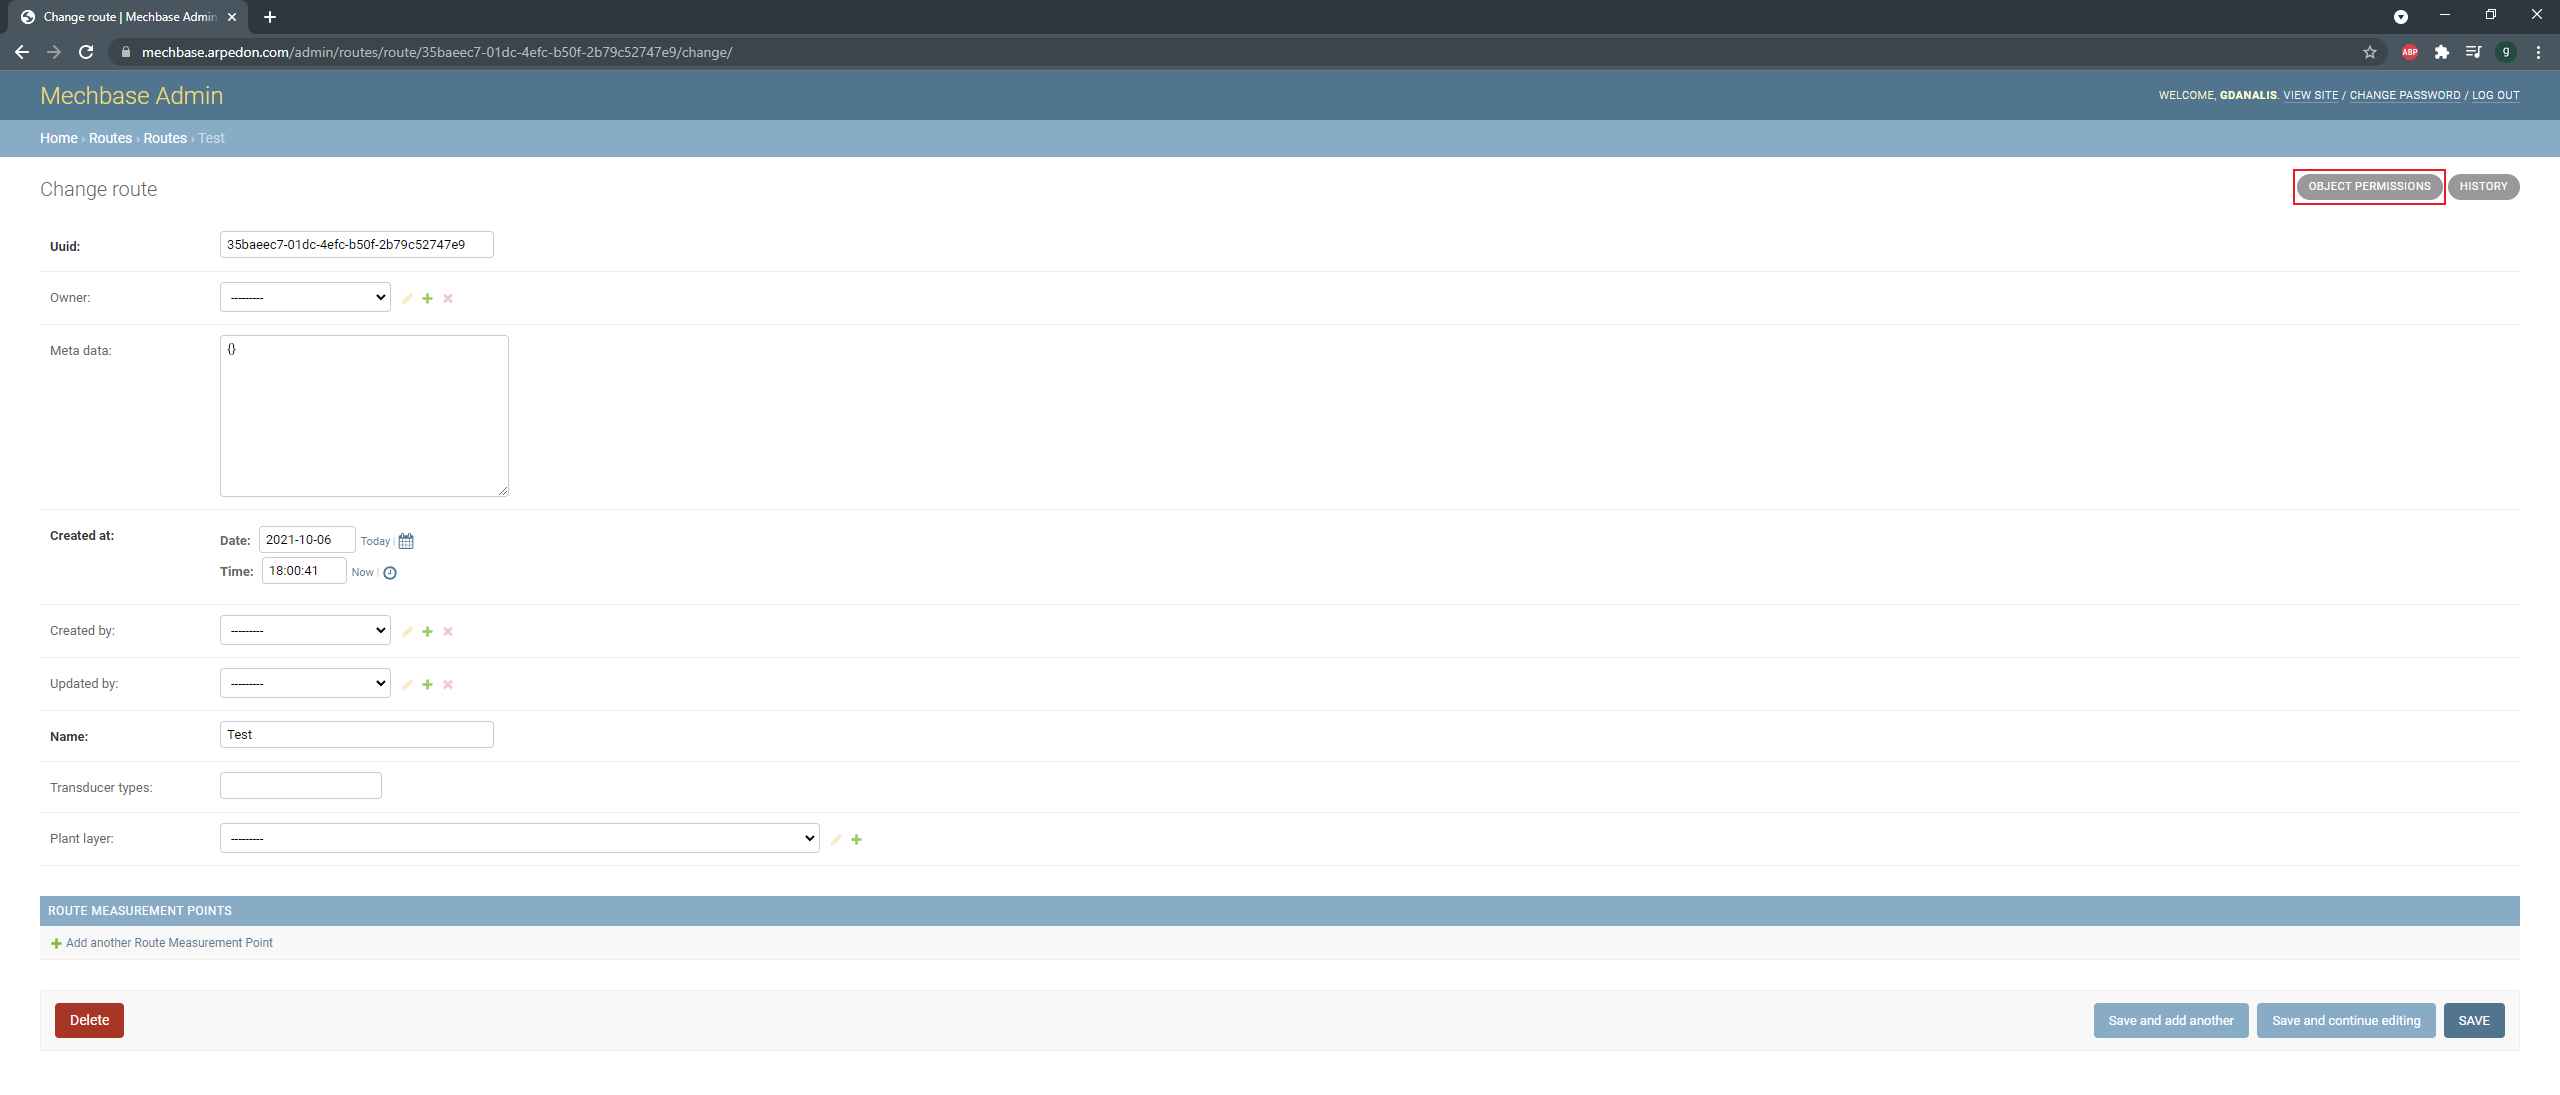 Change route | Mechbase Admin
mechbase.arpedon.com/admin/routes/route/35baeec7-01dc-4efc-b50f-2b79c52747e9/change/
ABP
g
Mechbase Admin
WELCOME, GDANALIS. VIEW SITE / CHANGE PASSWORD / LOG OUT
Home › Routes › Routes › Test
Change route
OBJECT PERMISSIONS
HISTORY
Uuid: 35baeec7-01dc-4efc-b50f-2b79c52747e9
Owner: ---------
Meta data: {}
Created at: Date: 2021-10-06 Today |
Time: 18:00:41 Now |
Created by: ---------
Updated by: ---------
Name: Test
Transducer types:
Plant layer: ---------
ROUTE MEASUREMENT POINTS
Add another Route Measurement Point
Delete
Save and add another
Save and continue editing
SAVE